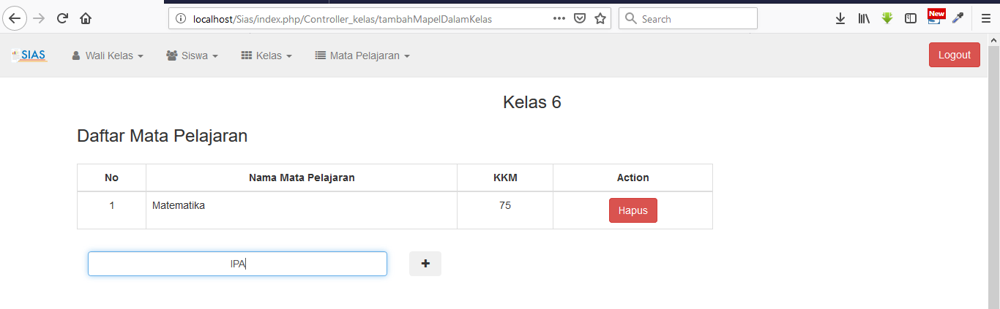 localhost/Sias/index.php/Controller_kelas/tambahMapelDalamKelas
Search
New
SIAS
Wali Kelas
Siswa
Kelas
Mata Pelajaran
Logout
Kelas 6
Daftar Mata Pelajaran
No Nama Mata Pelajaran KKM Action
1 Matematika 75 Hapus
IPA